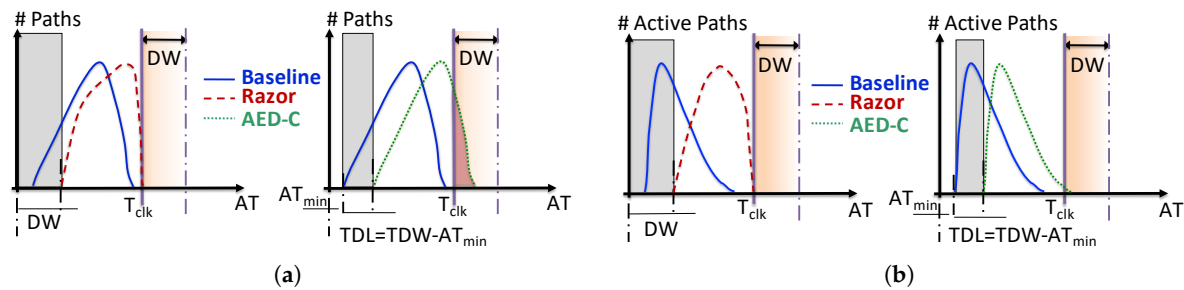 # Paths
DW
Baseline
Razor
AED-C
T_clk
AT
DW
# Paths
DW
AT_min
T_clk
AT
TDL=TDW-AT_min
(a)
# Active Paths
DW
Baseline
Razor
AED-C
T_clk
AT
DW
# Active Paths
DW
AT_min
T_clk
AT
TDL=TDW-AT_min
(b)